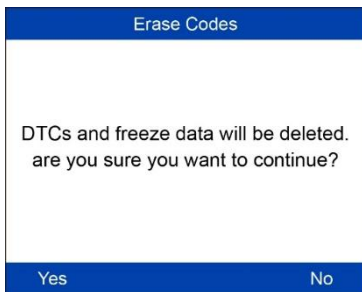 Erase Codes
DTCs and freeze data will be deleted.
are you sure you want to continue?
Yes No